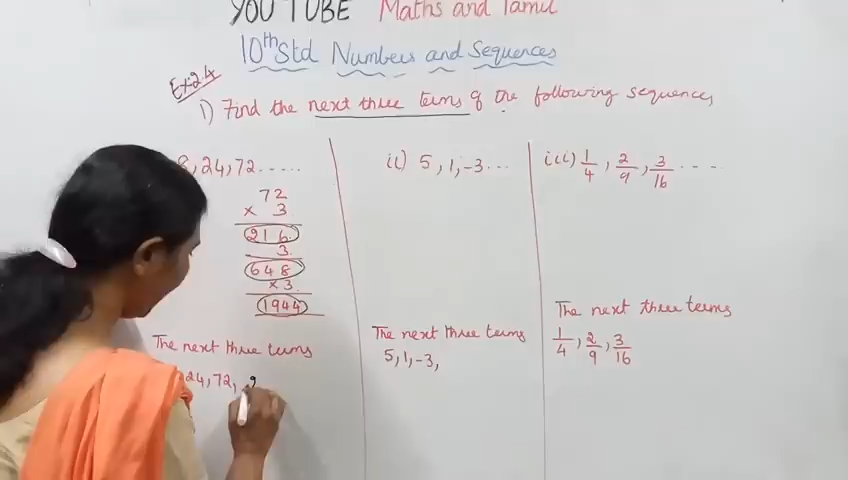 YOU TUBE Maths and Tamil
10th Std Numbers and Sequences
Ex:2.4
1) Find the next three terms of the following sequences
8, 24, 72.....
72
× 3
216
3
648
× 3
1944
The next three terms
24, 72,
ii) 5, 1, -3...
The next three terms
5, 1, -3,
iii) 1/4, 2/9, 3/16 ....
The next three terms
1/4, 2/9, 3/16